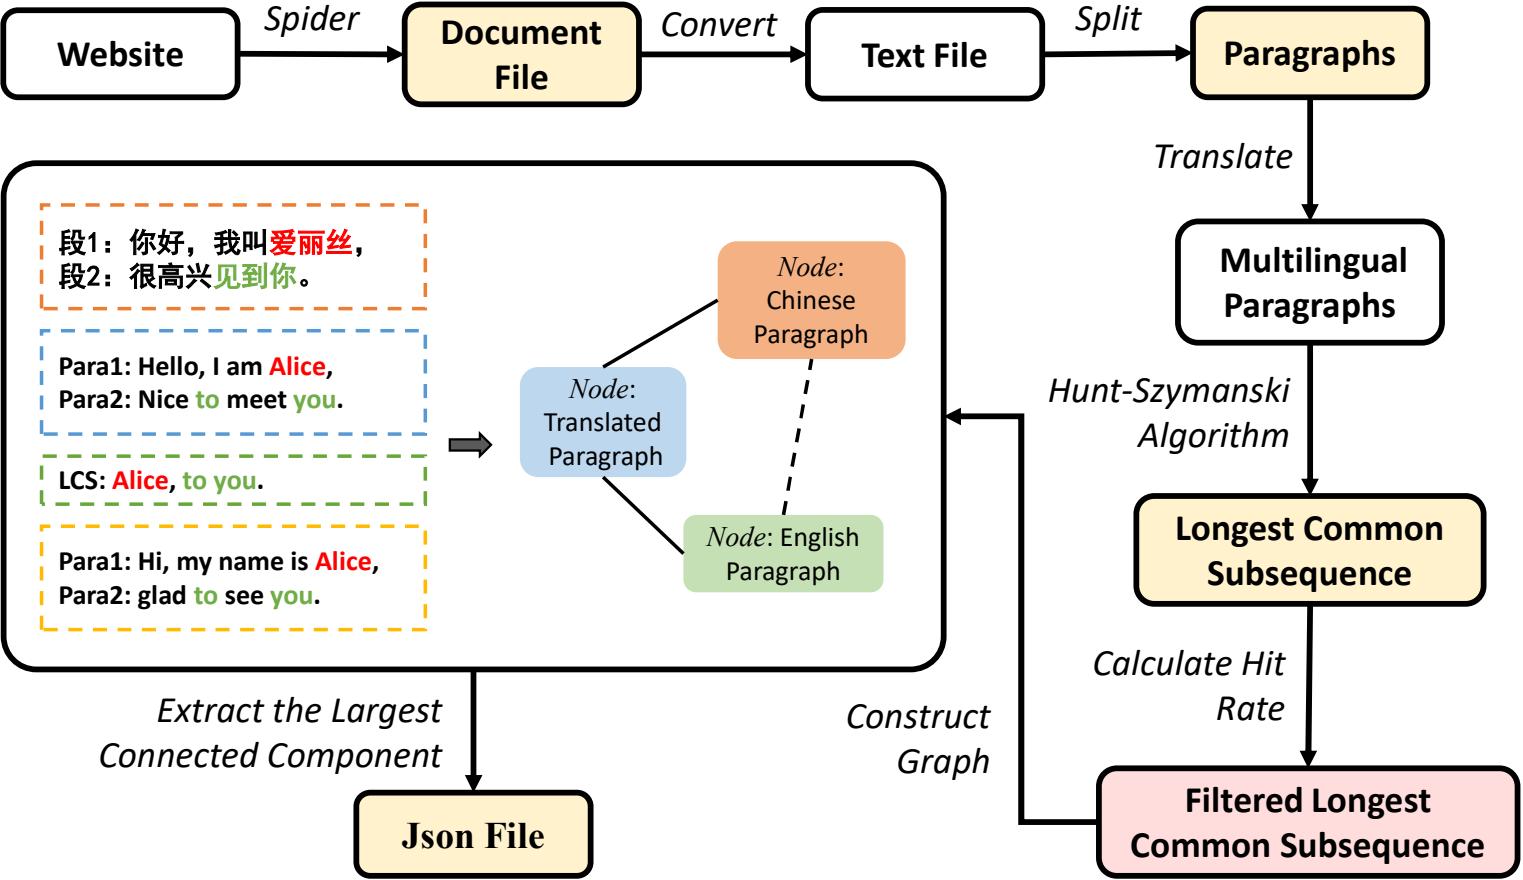 Website
Spider
Document
File
Convert
Text File
Split
Paragraphs
Translate
Multilingual
Paragraphs
Hunt-Szymanski
Algorithm
Longest Common
Subsequence
Calculate Hit
Rate
Filtered Longest
Common Subsequence
Construct
Graph
段1：你好，我叫爱丽丝，
段2：很高兴见到你。
Para1: Hello, I am Alice,
Para2: Nice to meet you.
LCS: Alice, to you.
Para1: Hi, my name is Alice,
Para2: glad to see you.
Node:
Chinese
Paragraph
Node:
Translated
Paragraph
Node: English
Paragraph
Extract the Largest
Connected Component
Json File